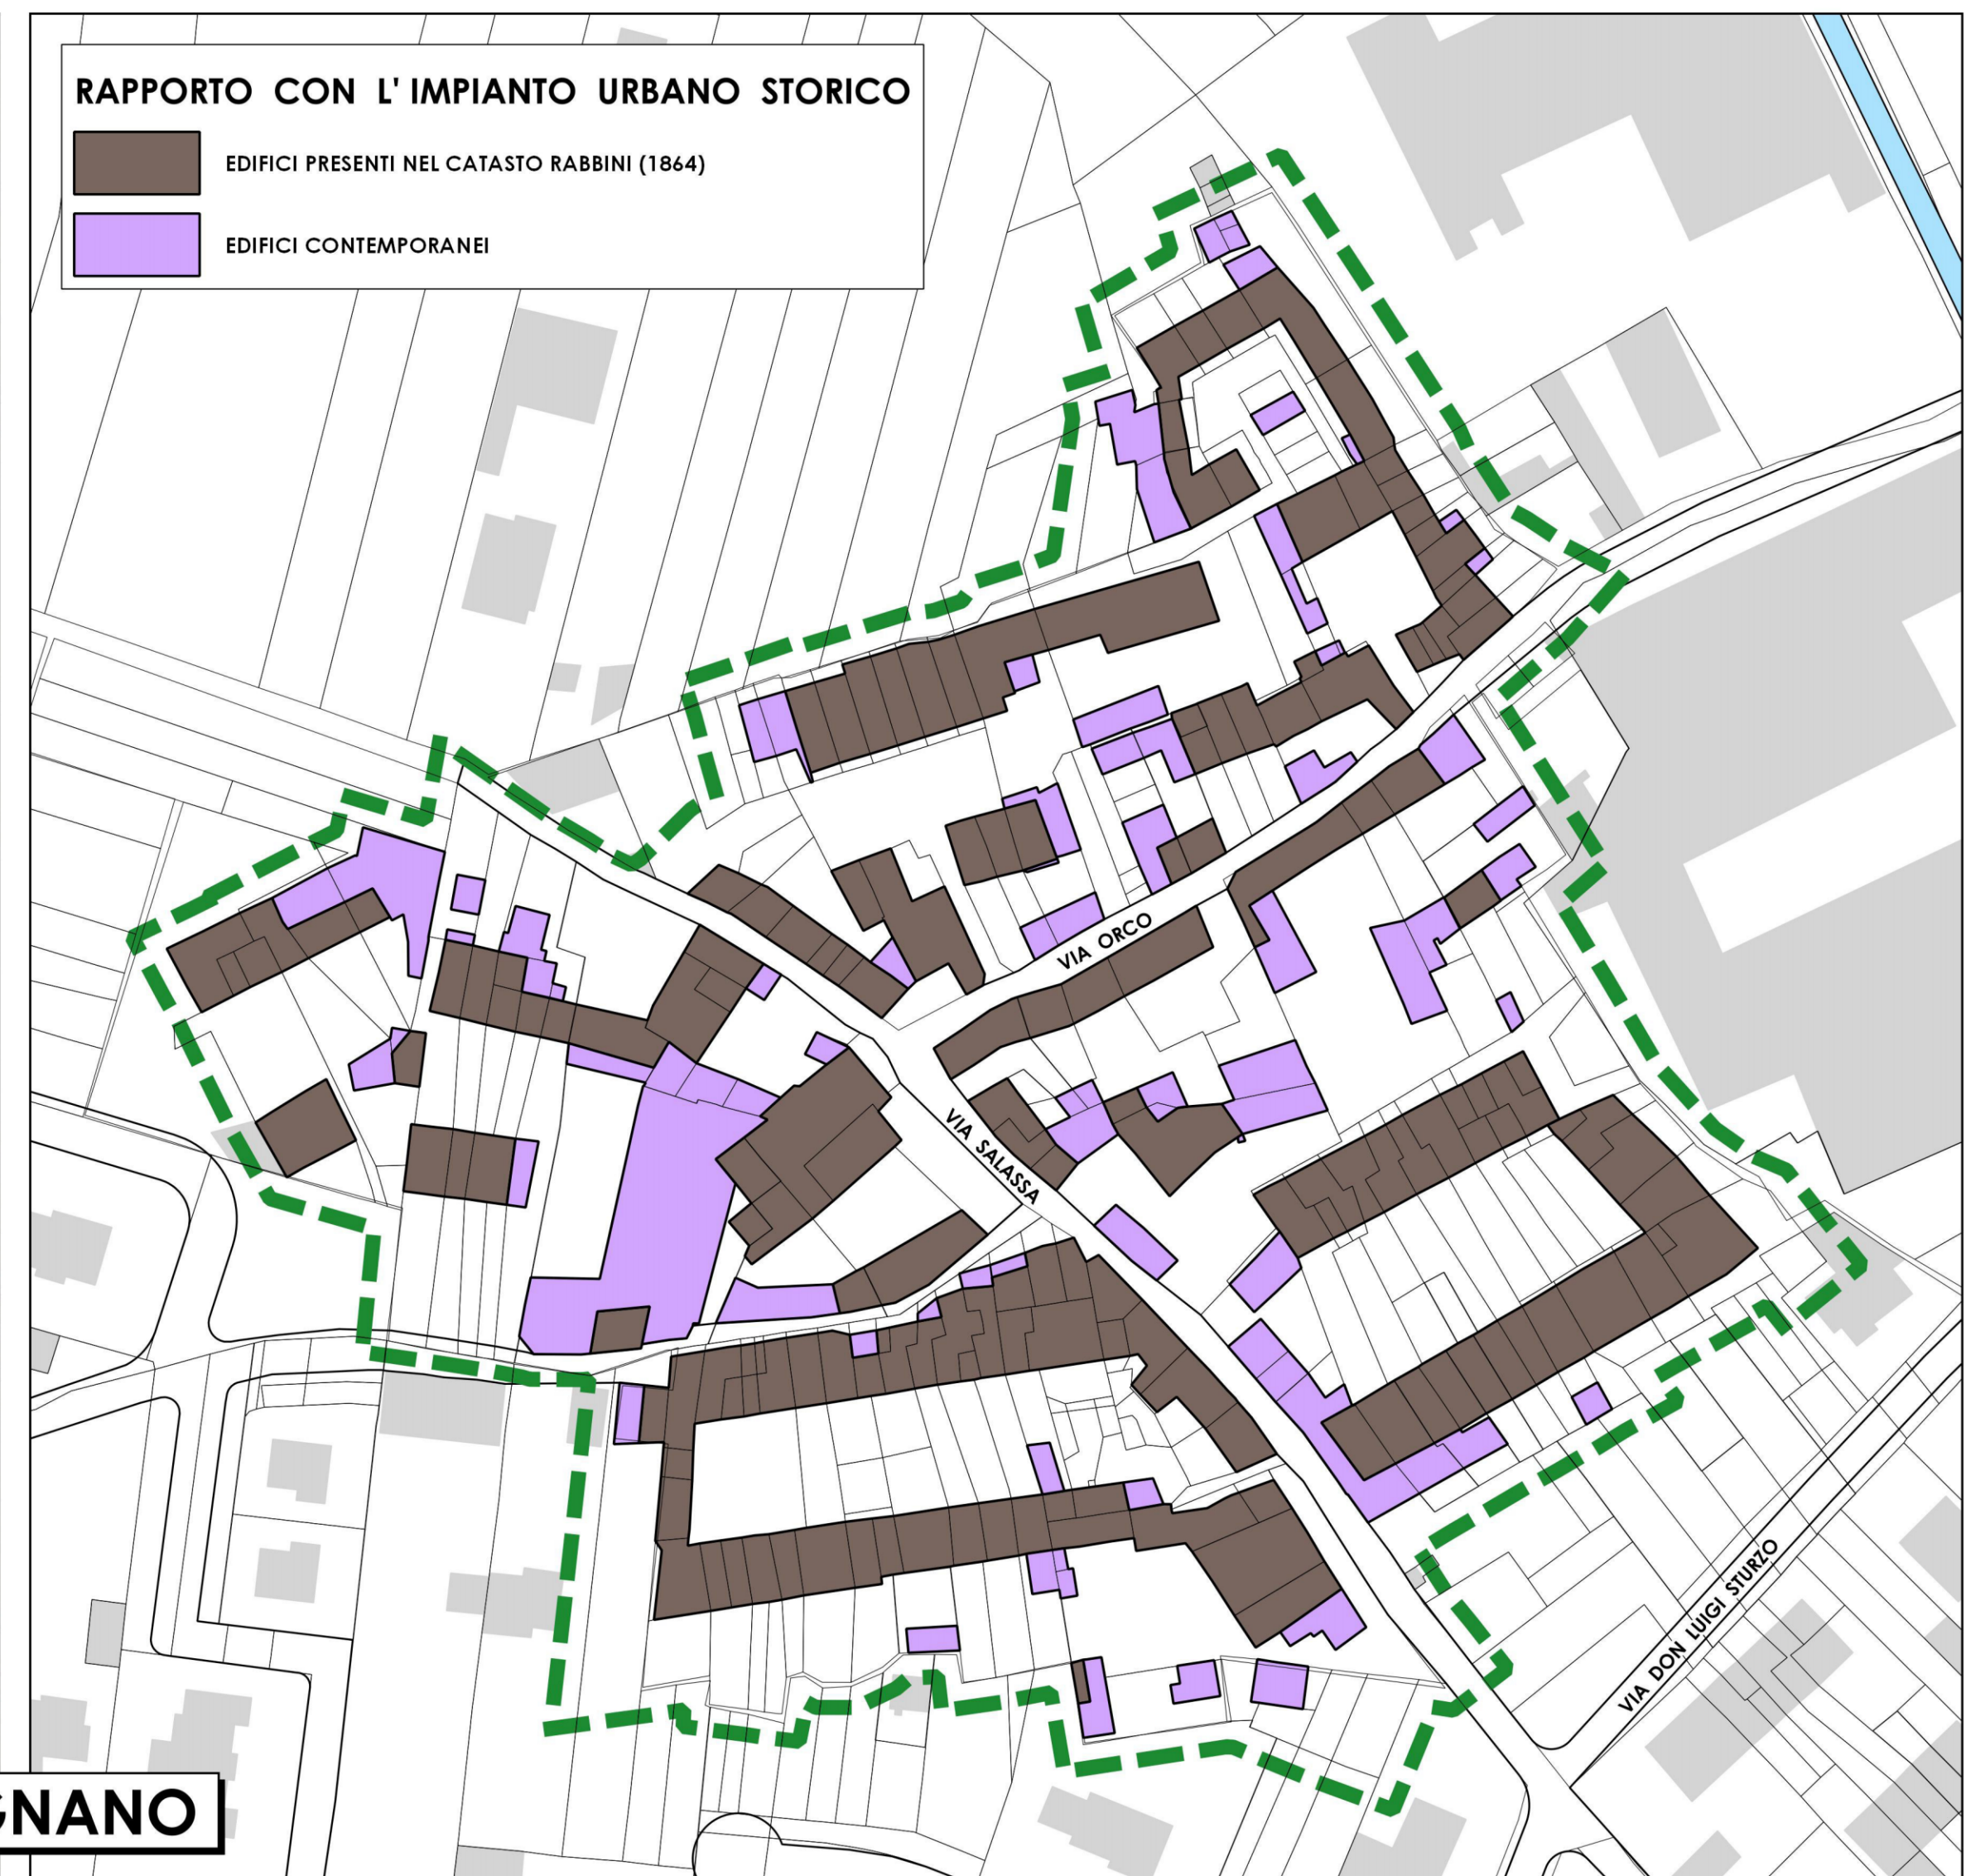 RAPPORTO CON L' IMPIANTO URBANO STORICO
EDIFICI PRESENTI NEL CATASTO RABBINI (1864)
EDIFICI CONTEMPORANEI
VIA ORCO
VIA SALASSA
VIA DON LUIGI STURZO
GNANO